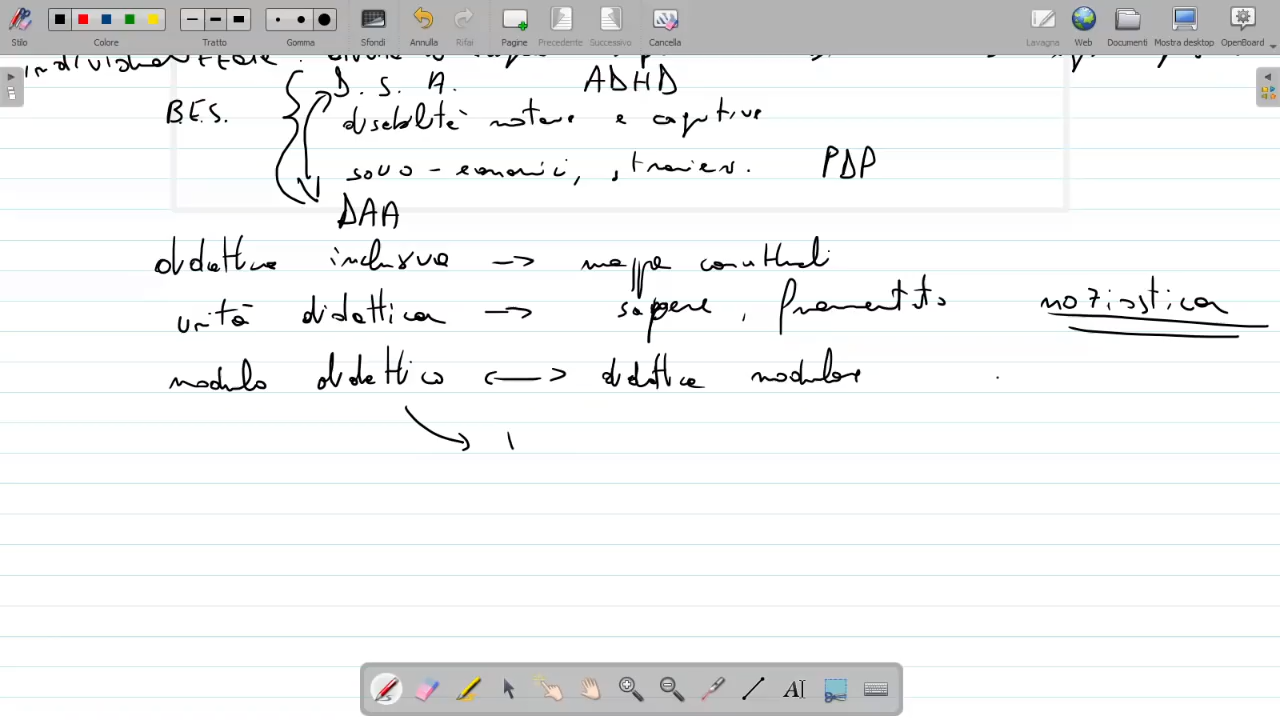 Stilo Colore Tratto Gomma Sfondi Annulla Rifai Pagine Precedente Successivo Cancella Lavagna Web Documenti Mostra desktop OpenBoard
D. S. A. ADHD
B.E.S. disabilità motorie e cognitive
socio - economici, stranieri. PDP
DAA
didattica inclusiva → mappe concettuali
unità didattica → sapere, frammentato nozionistica
modulo didattico ↔ didattica modulare